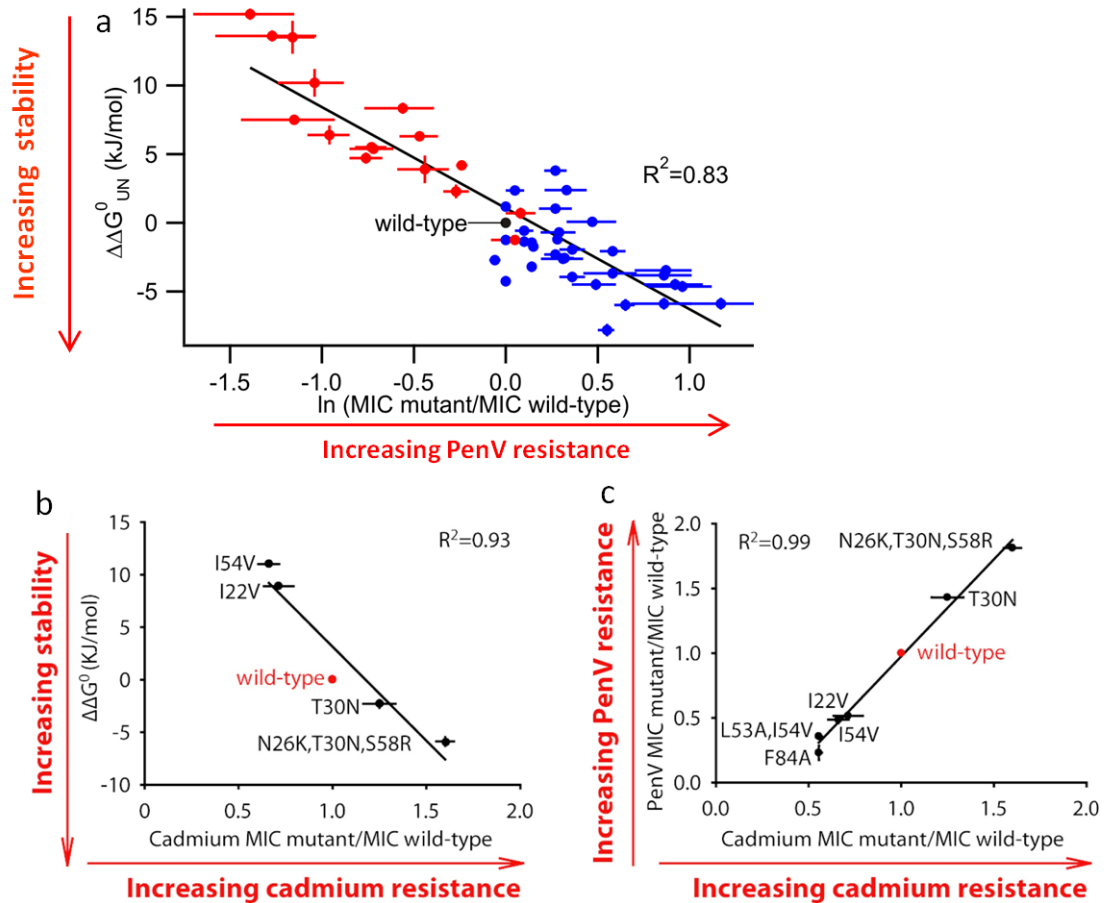 a
Increasing stability
ΔΔG⁰UN (kJ/mol)
15
10
5
0
-5
R²=0.83
wild-type
-1.5 -1.0 -0.5 0.0 0.5 1.0
ln (MIC mutant/MIC wild-type)
Increasing PenV resistance
b
Increasing stability
ΔΔG⁰ (KJ/mol)
15
10
5
0
-5
-10
R²=0.93
I54V
I22V
wild-type
T30N
N26K,T30N,S58R
0 0.5 1.0 1.5 2.0
Cadmium MIC mutant/MIC wild-type
Increasing cadmium resistance
c
Increasing PenV resistance
PenV MIC mutant/MIC wild-type
2.0
1.5
1.0
0.5
0.0
R²=0.99
N26K,T30N,S58R
T30N
wild-type
I22V
L53A,I54V
I54V
F84A
0.0 0.5 1.0 1.5 2.0
Cadmium MIC mutant/MIC wild-type
Increasing cadmium resistance